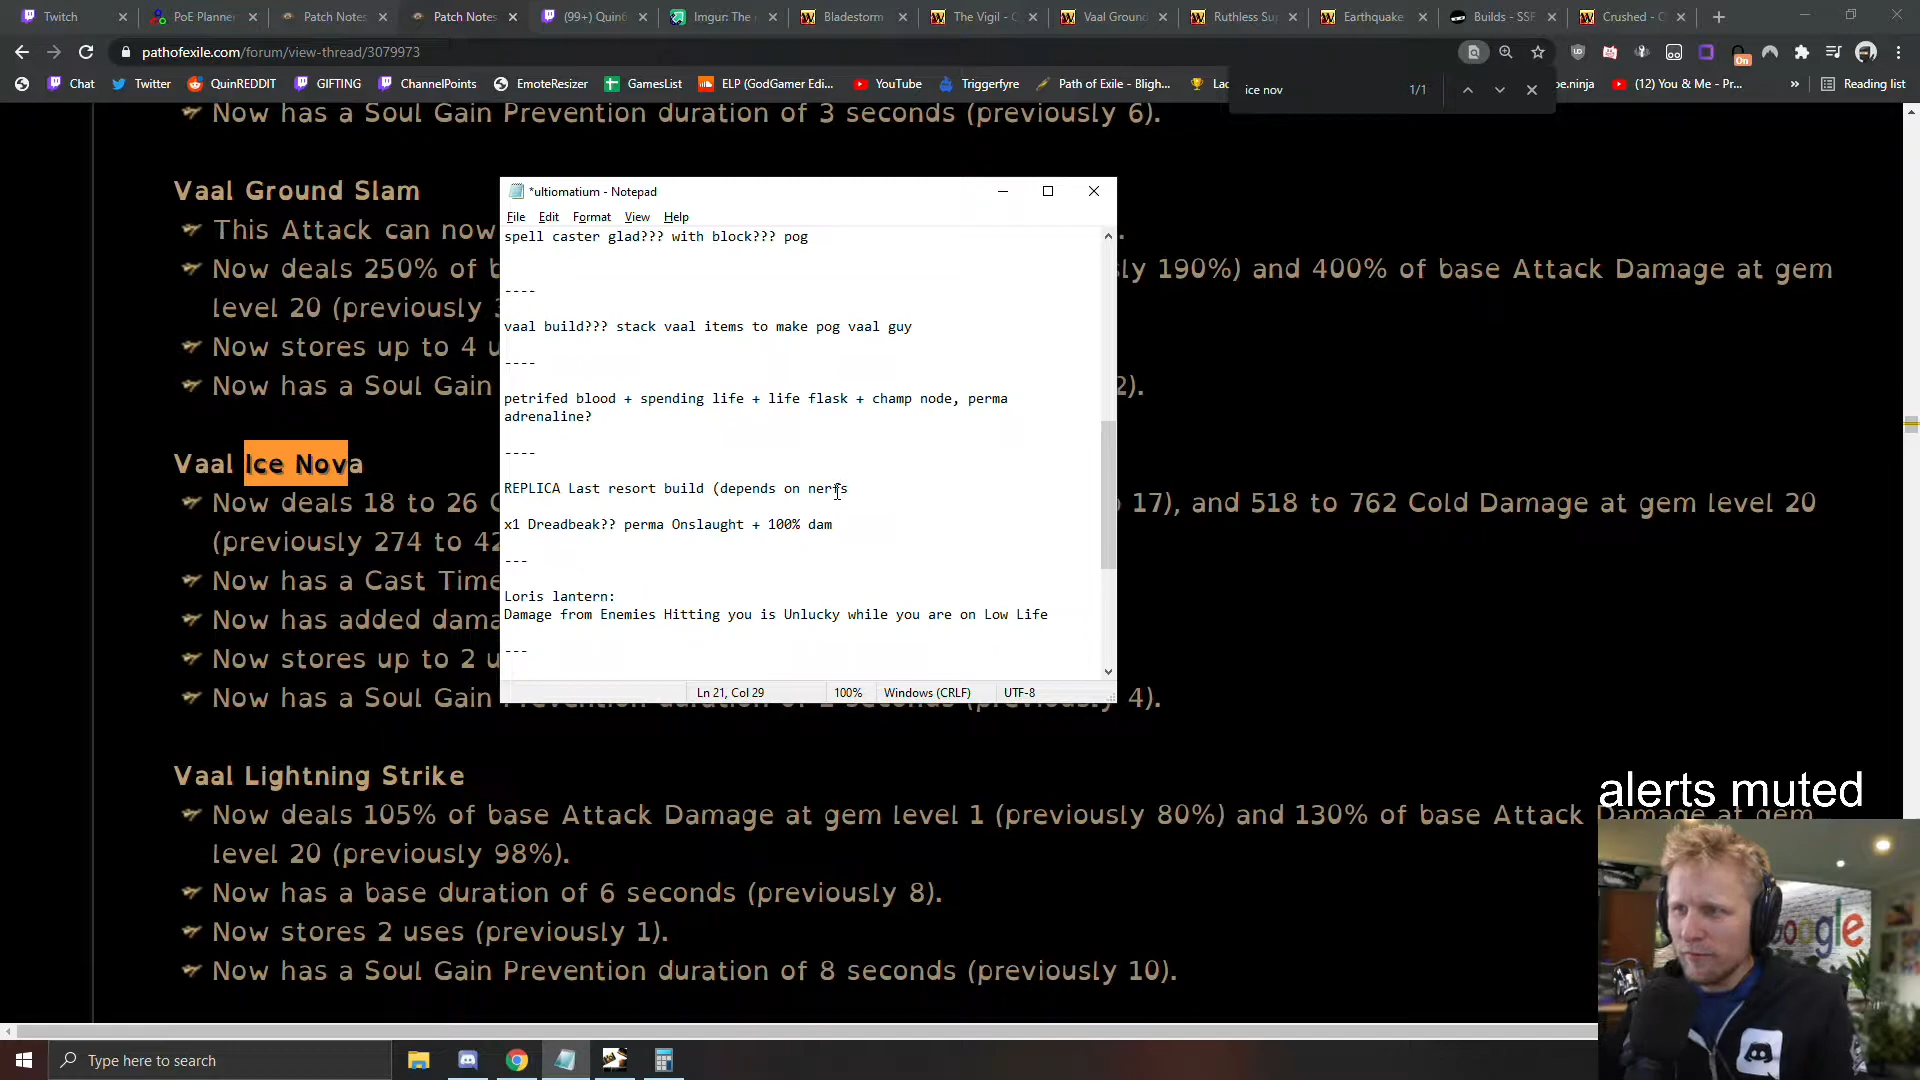 Twitch
PoE Planner
Patch Notes
Patch Notes
(99+) Quin6
Imgur: The
Bladestorm
The Vigil -
Vaal Ground
Ruthless Su
Earthquake
Builds - SSF
Crushed -
pathofexile.com/forum/view-thread/3079973
Chat
Twitter
QuinREDDIT
GIFTING
ChannelPoints
EmoteResizer
GamesList
ELP (GodGamer Edi...
YouTube
Triggerfyre
Path of Exile - Bligh...
oe.ninja
(12) You & Me - Pr...
»
Reading list
On
ice nov
1/1
Now has a Soul Gain Prevention duration of 3 seconds (previously 6).
Vaal Ground Slam
This Attack can now
Now deals 250% of b
ly 190%) and 400% of base Attack Damage at gem
level 20 (previously
Now stores up to 4 u
Now has a Soul Gain
2).
Vaal Ice Nova
Now deals 18 to 26 C
17), and 518 to 762 Cold Damage at gem level 20
(previously 274 to 42
Now has a Cast Time
Now has added dama
Now stores up to 2 u
Now has a Soul Gain Prevention duration of
4).
Vaal Lightning Strike
Now deals 105% of base Attack Damage at gem level 1 (previously 80%) and 130% of base Attack Damage at gem
level 20 (previously 98%).
Now has a base duration of 6 seconds (previously 8).
Now stores 2 uses (previously 1).
Now has a Soul Gain Prevention duration of 8 seconds (previously 10).
*ultiomatium - Notepad
File Edit Format View Help
spell caster glad??? with block??? pog
----
vaal build??? stack vaal items to make pog vaal guy
----
petrifed blood + spending life + life flask + champ node, perma
adrenaline?
----
REPLICA Last resort build (depends on nerfs
x1 Dreadbeak?? perma Onslaught + 100% dam
---
Loris lantern:
Damage from Enemies Hitting you is Unlucky while you are on Low Life
---
Ln 21, Col 29
100%
Windows (CRLF)
UTF-8
alerts muted
oogle
Type here to search